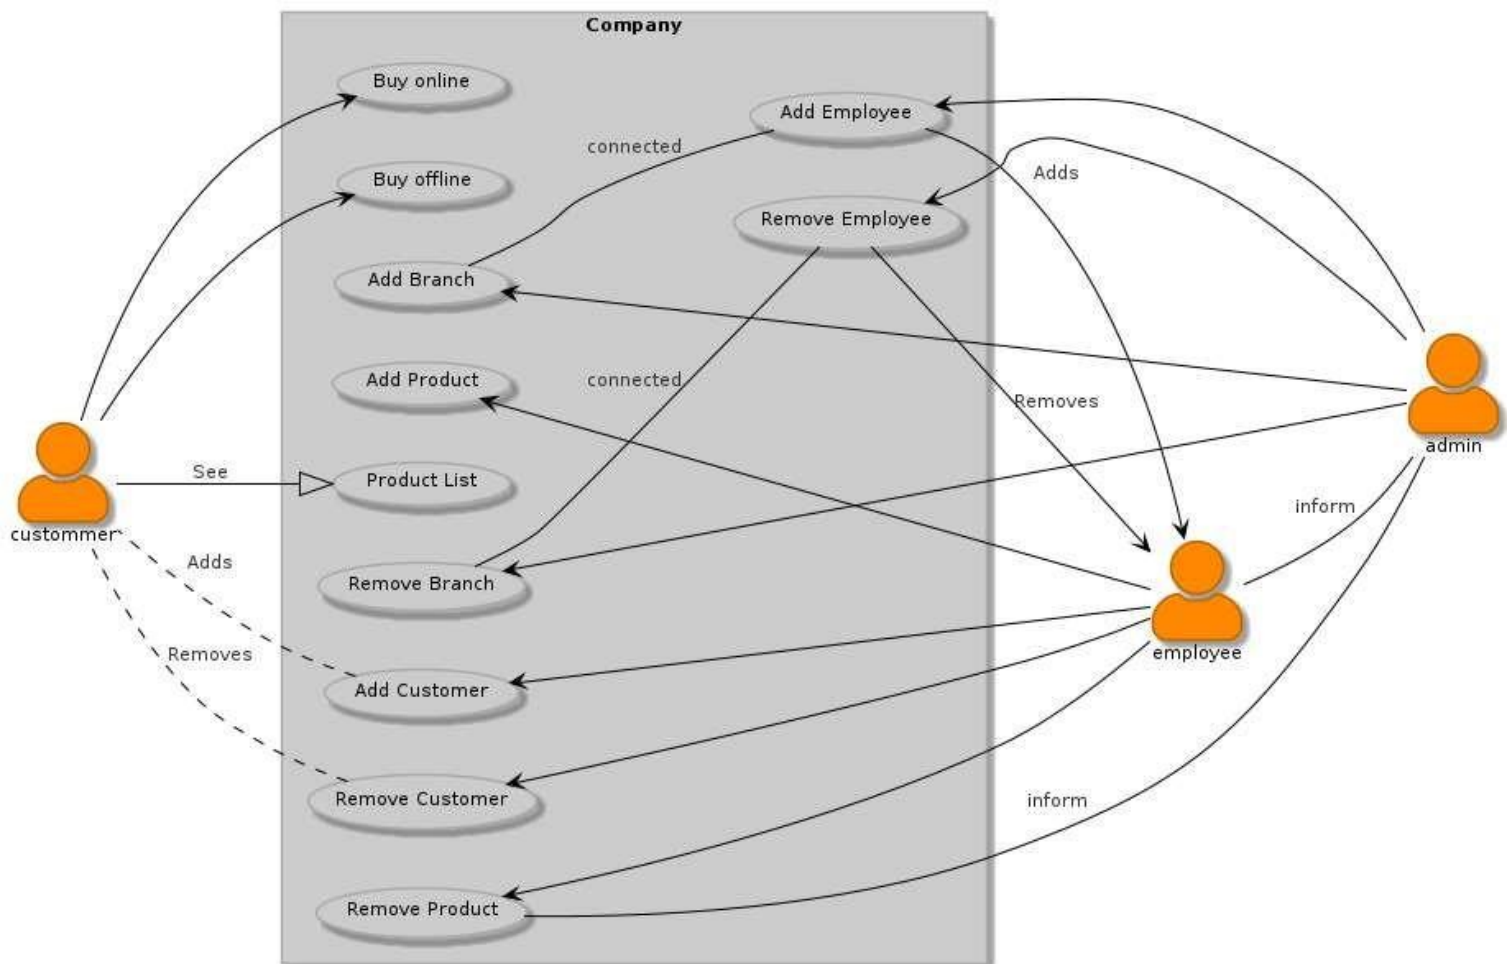 Company
Buy online
Add Employee
connected
Adds
Buy offline
Remove Employee
Add Branch
Add Product
connected
Removes
admin
See
Product List
inform
custommer
Adds
Remove Branch
Removes
employee
Add Customer
Remove Customer
inform
Remove Product